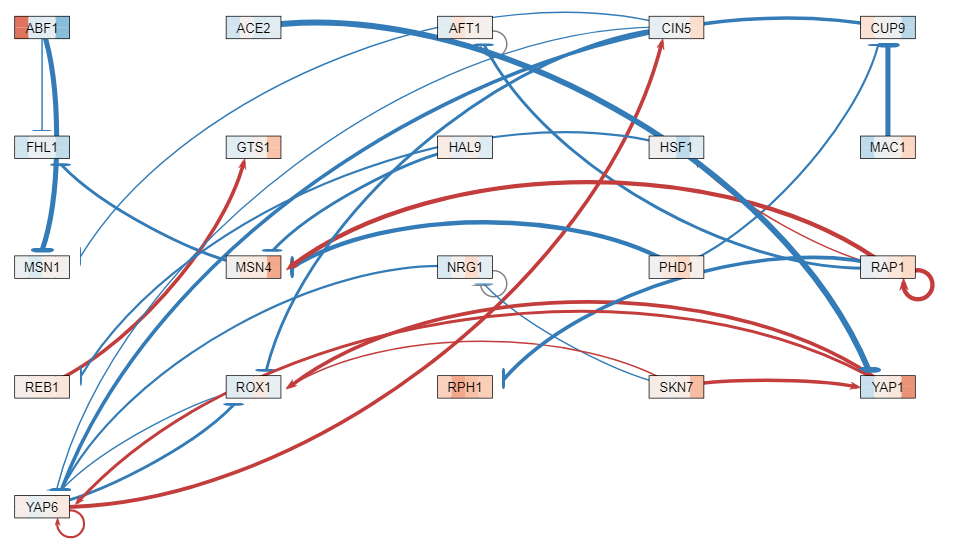 ABF1 ACE2 AFT1 CIN5 CUP9
FHL1 GTS1 HAL9 HSF1 MAC1
MSN1 MSN4 NRG1 PHD1 RAP1
REB1 ROX1 RPH1 SKN7 YAP1
YAP6